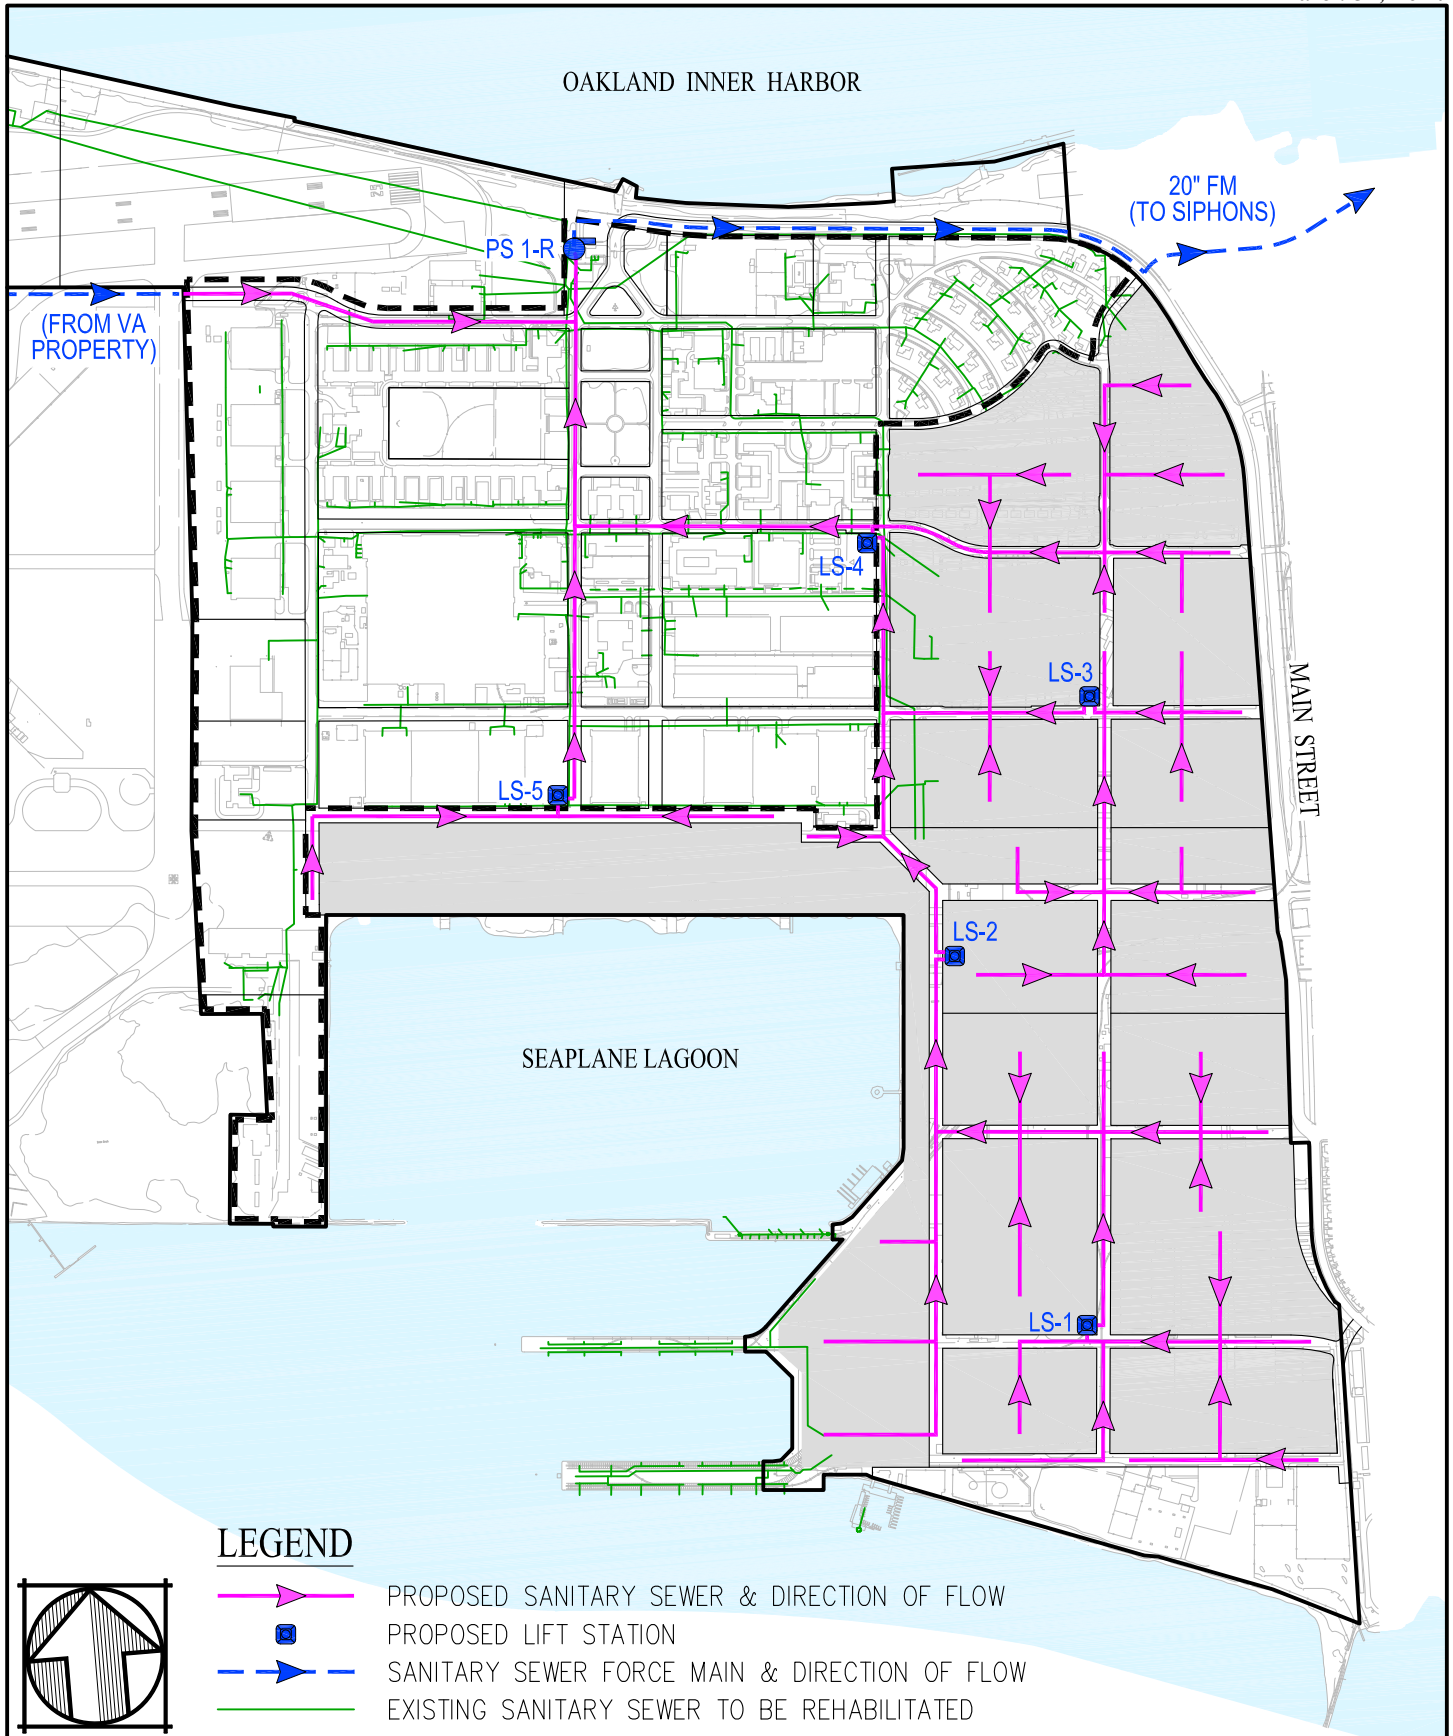 OAKLAND INNER HARBOR
20" FM
(TO SIPHONS)
PS 1-R
(FROM VA
PROPERTY)
LS-4
LS-3
MAIN STREET
LS-5
LS-2
SEAPLANE LAGOON
LS-1
LEGEND
PROPOSED SANITARY SEWER & DIRECTION OF FLOW
PROPOSED LIFT STATION
SANITARY SEWER FORCE MAIN & DIRECTION OF FLOW
EXISTING SANITARY SEWER TO BE REHABILITATED